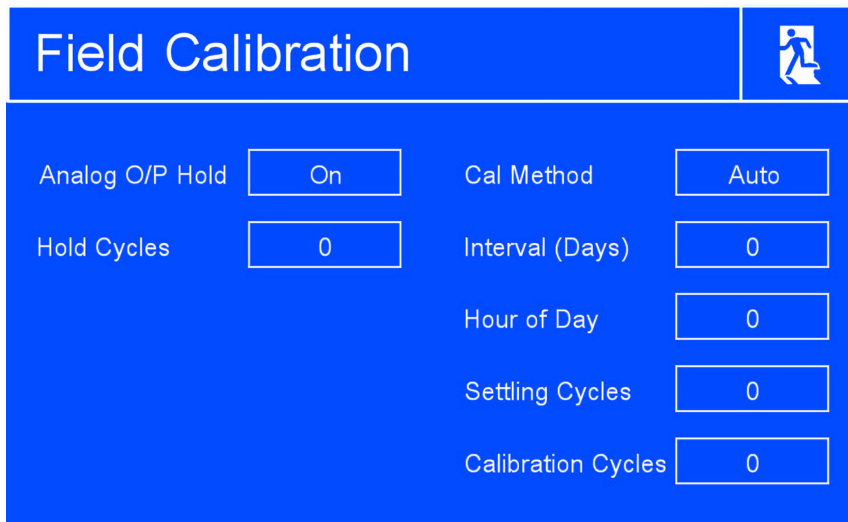 Field Calibration
Analog O/P Hold On Cal Method Auto
Hold Cycles 0 Interval (Days) 0
Hour of Day 0
Settling Cycles 0
Calibration Cycles 0